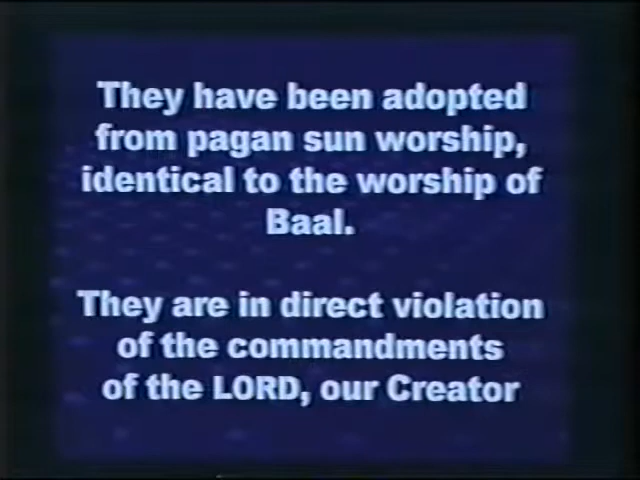 They have been adopted
from pagan sun worship,
identical to the worship of
Baal.
They are in direct violation
of the commandments
of the LORD, our Creator